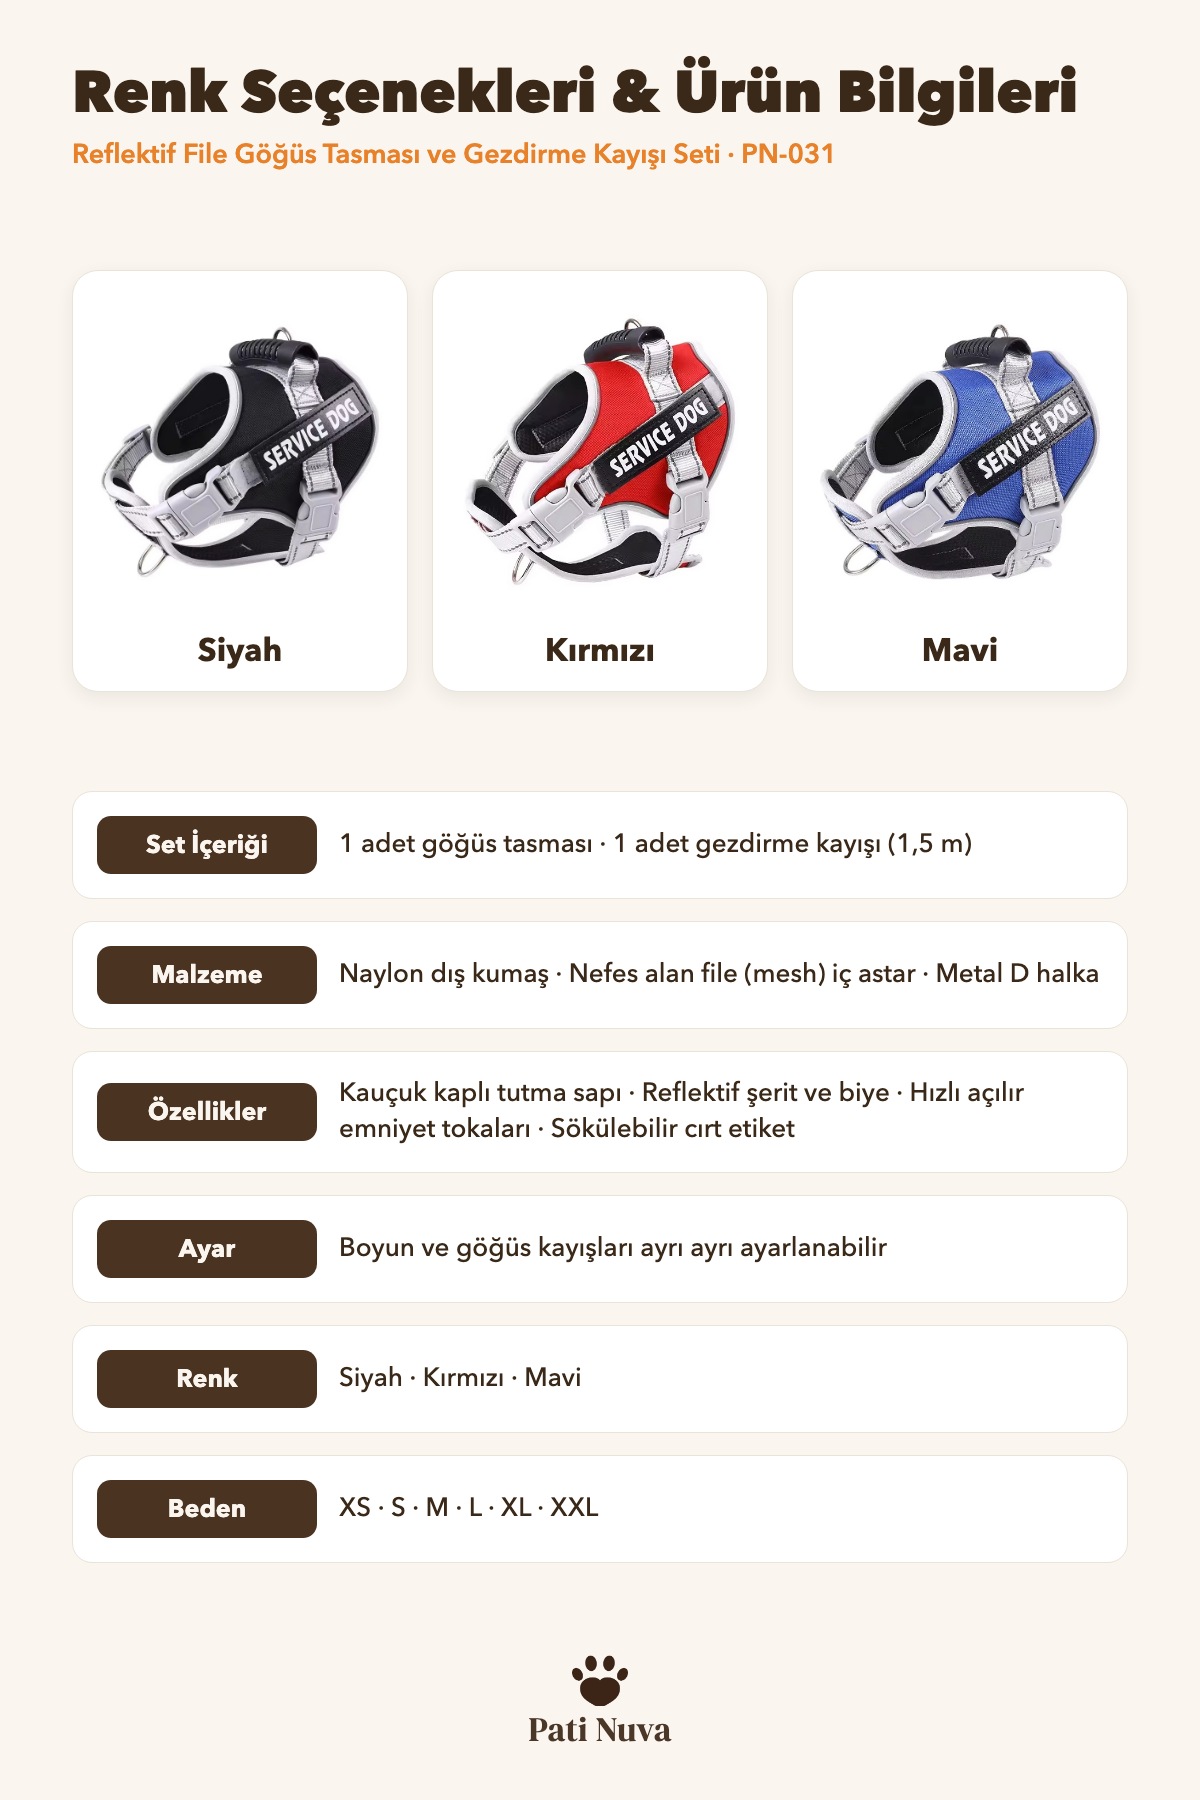 Renk Seçenekleri & Ürün Bilgileri
Reflektif File Göğüs Tasması ve Gezdirme Kayışı Seti · PN-031
SERVICE DOG
SERVICE DOG
SERVICE DOG
Siyah
Kırmızı
Mavi
Set İçeriği
1 adet göğüs tasması · 1 adet gezdirme kayışı (1,5 m)
Malzeme
Naylon dış kumaş · Nefes alan file (mesh) iç astar · Metal D halka
Özellikler
Kauçuk kaplı tutma sapı · Reflektif şerit ve biye · Hızlı açılır
emniyet tokaları · Sökülebilir cırt etiket
Ayar
Boyun ve göğüs kayışları ayrı ayrı ayarlanabilir
Renk
Siyah · Kırmızı · Mavi
Beden
XS · S · M · L · XL · XXL
Pati Nuva